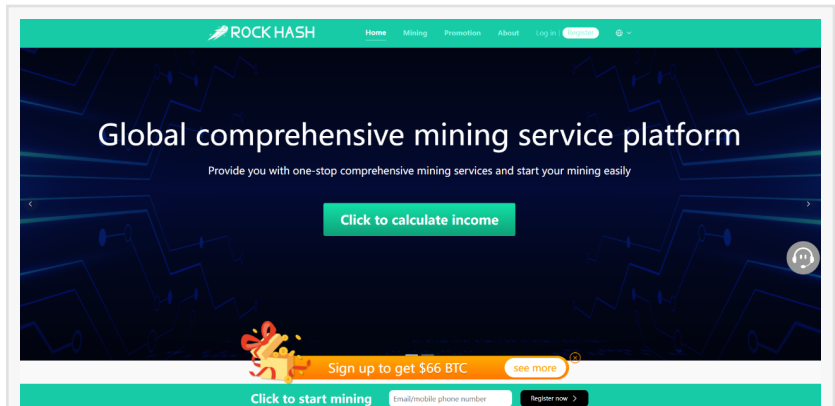 ROCK HASH
Home Mining Promotion About Log in | Register
Global comprehensive mining service platform
Provide you with one-stop comprehensive mining services and start your mining easily
Click to calculate income
Sign up to get $66 BTC see more
Click to start mining Email/mobile phone number Register now >